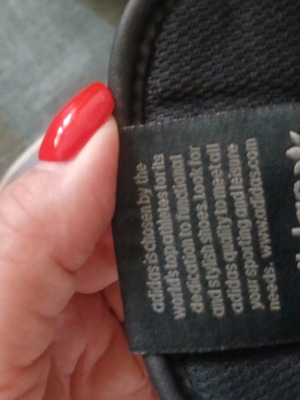 adidas is chosen by the
world's top athletes for its
dedication to functional
and stylish shoes. Look for
adidas quality to meet all
your sporting and leisure
needs. www.adidas.com